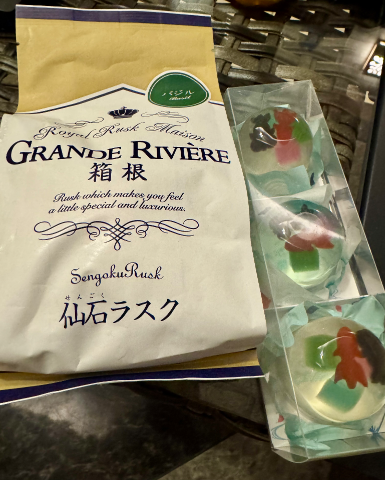 バジル
Basil
Royal Rusk Maison
GRANDE RIVIÈRE
箱根
Rusk which makes you feel
a little special and luxurious.
SengokuRusk
せんごく
仙石ラスク